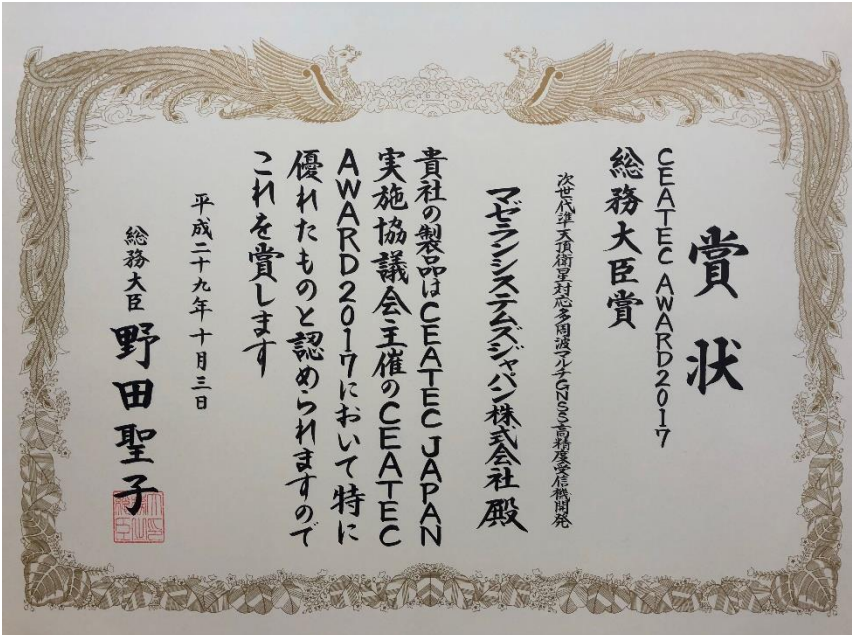 賞状
CEATEC AWARD2017
総務大臣賞
次世代準天頂衛星対応多周波マルチGNSS高精度受信機開発
マゼランシステムズジャパン株式会社 殿
貴社の製品はCEATEC JAPAN
実施協議会主催のCEATEC
AWARD2017において特に
優れたものと認められますので
これを賞します
平成二十九年十月三日
総務大臣 野田聖子